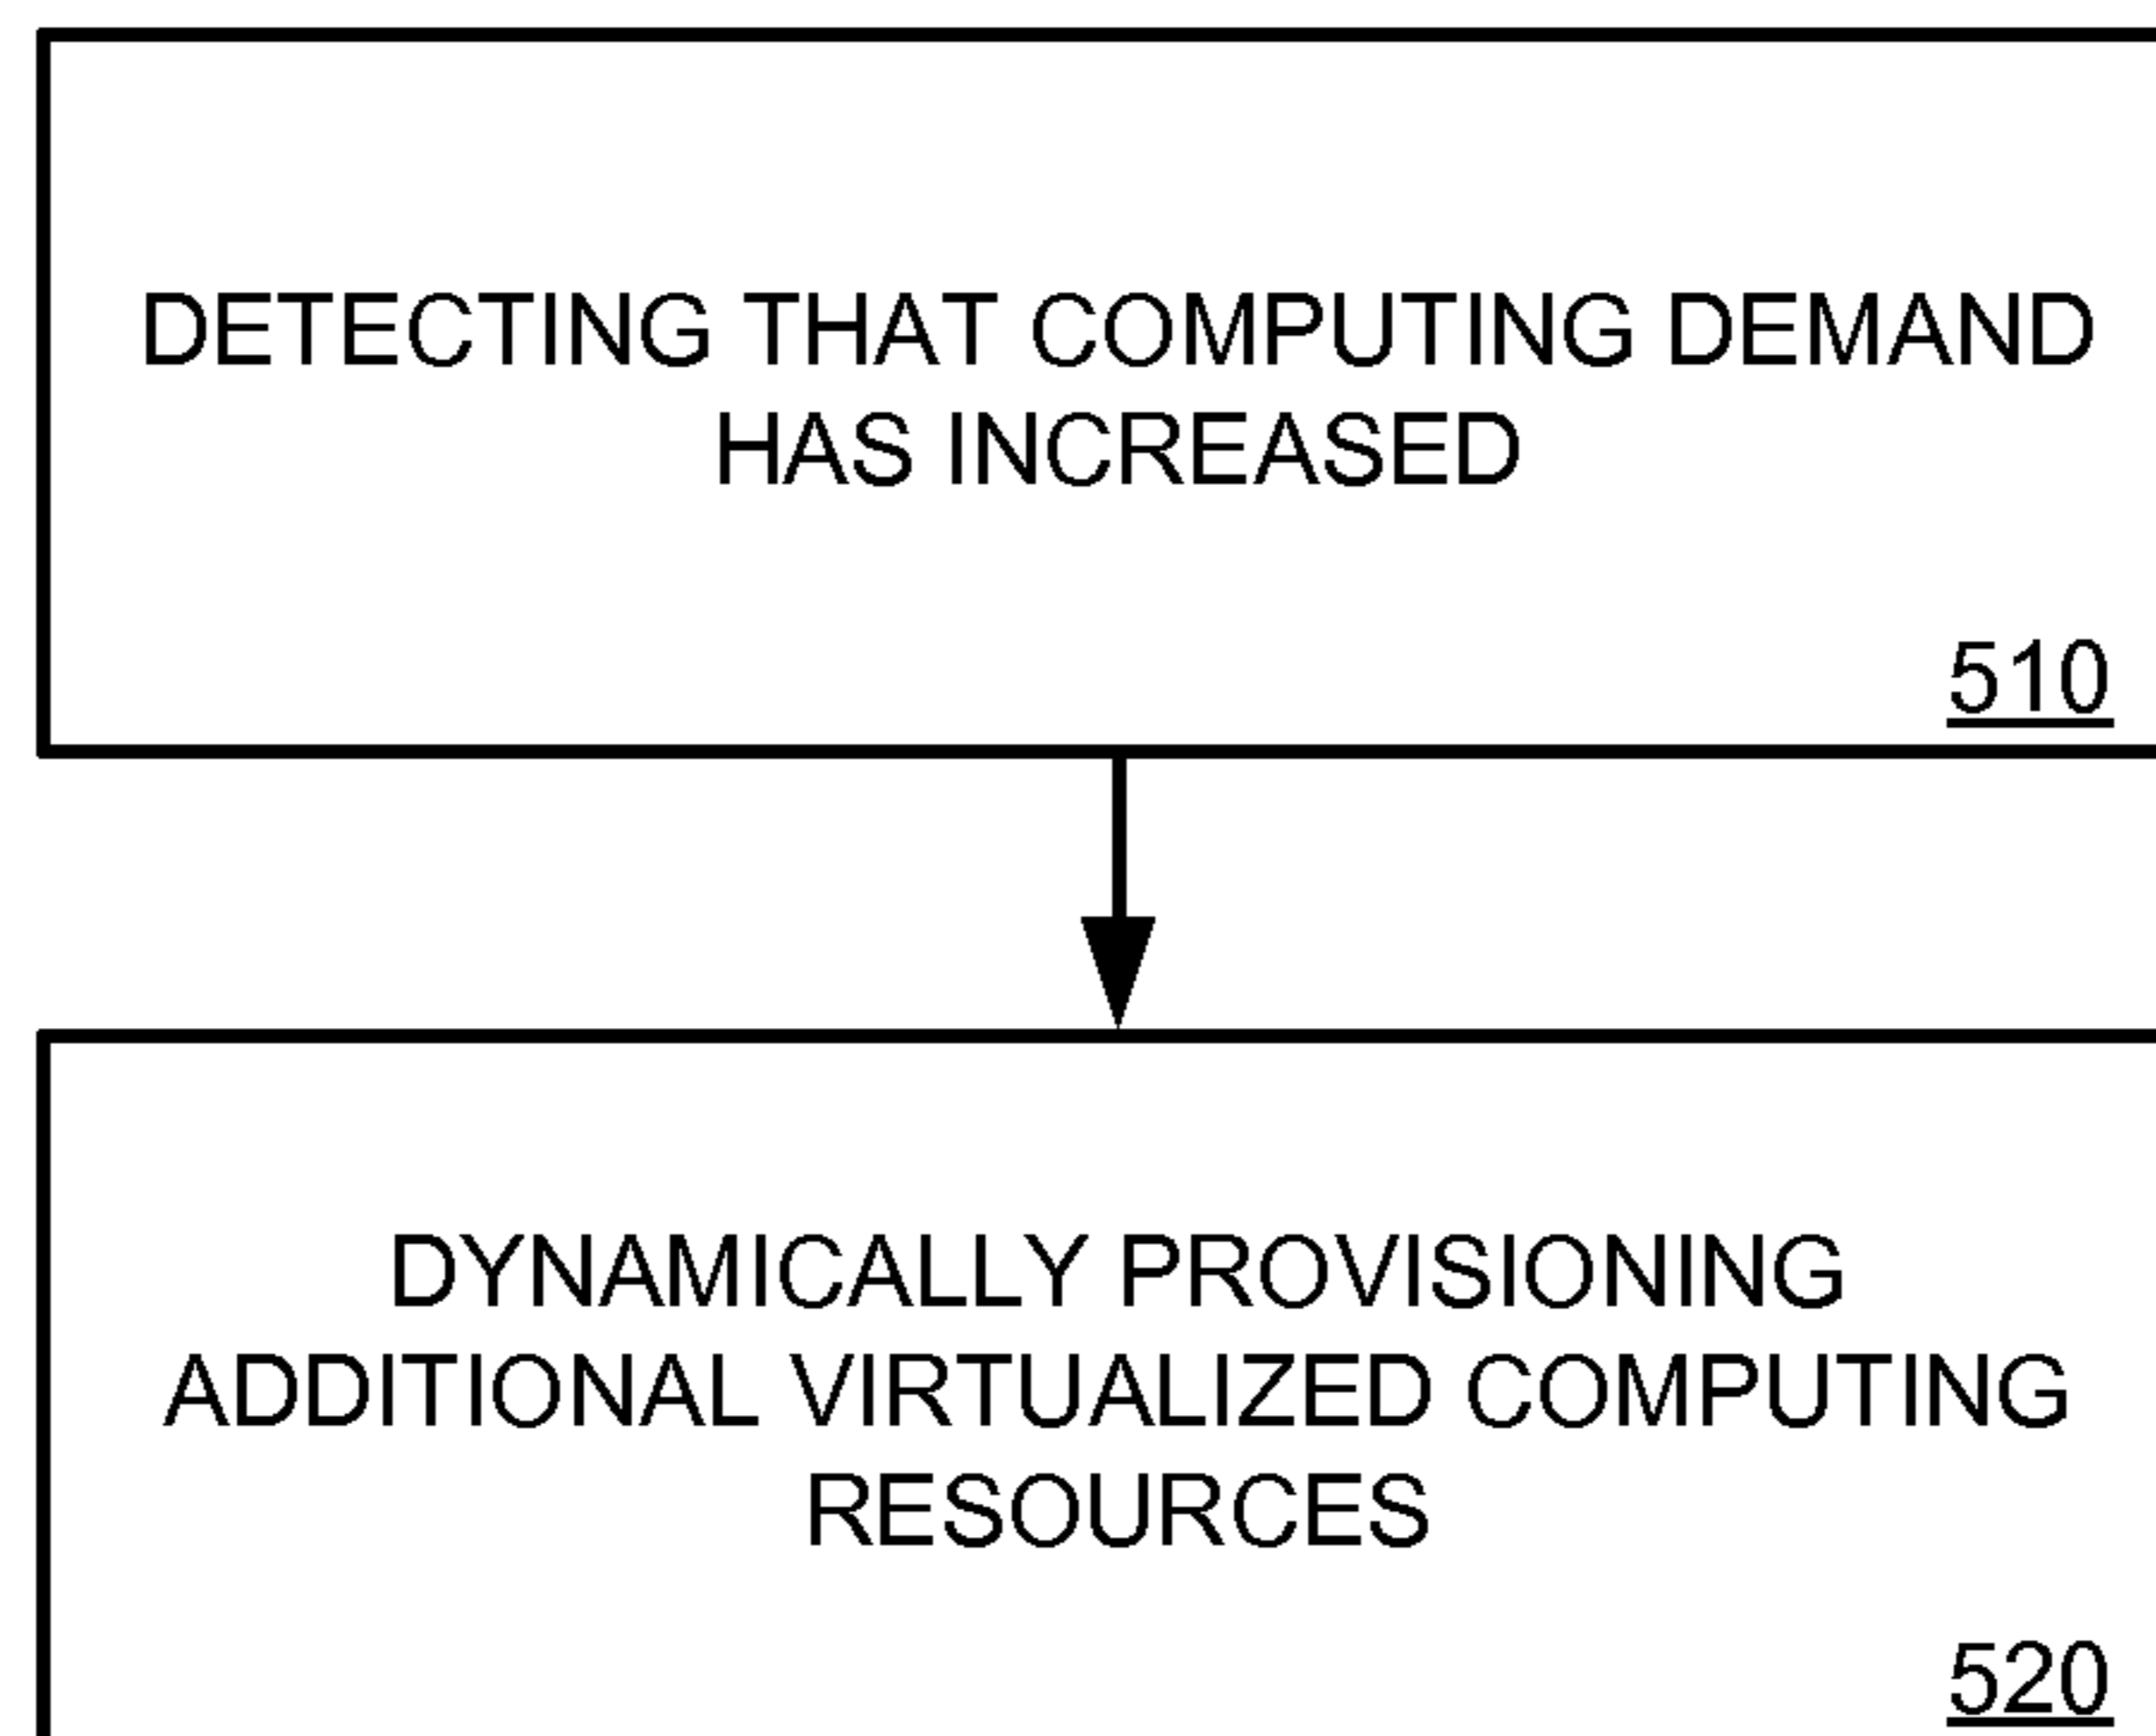 DETECTING THAT COMPUTING DEMAND
HAS INCREASED
510
DYNAMICALLY PROVISIONING
ADDITIONAL VIRTUALIZED COMPUTING
RESOURCES
520